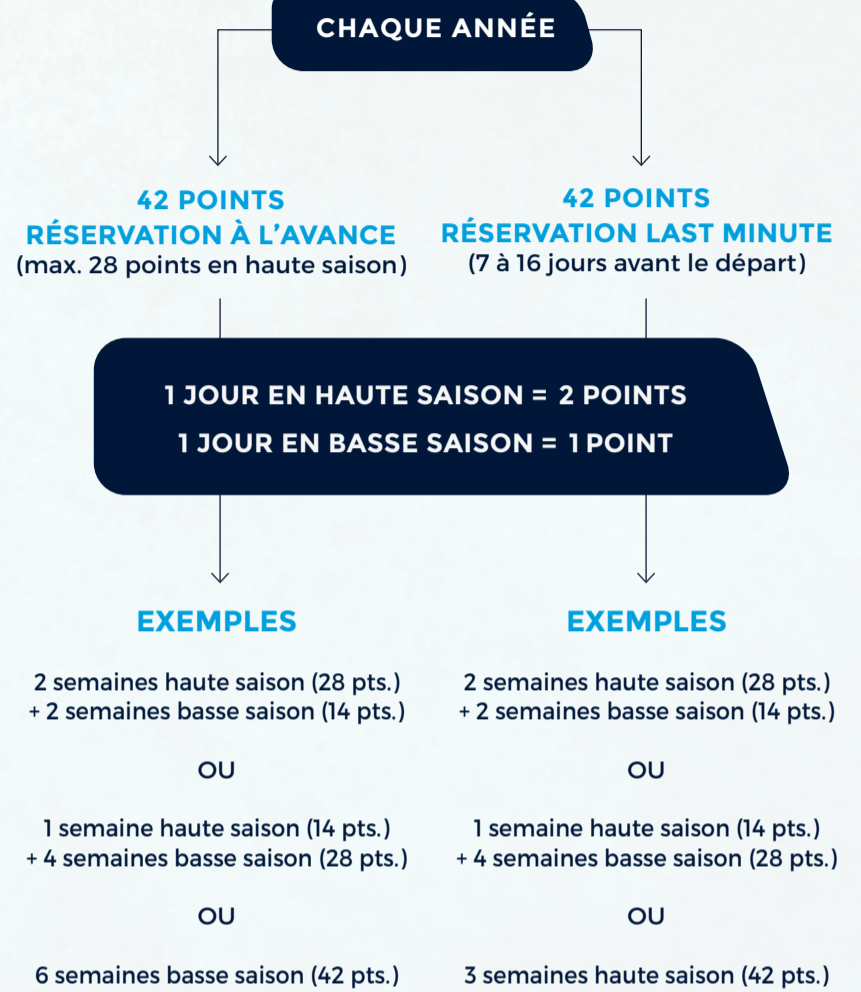 CHAQUE ANNÉE
42 POINTS
RÉSERVATION À L'AVANCE
(max. 28 points en haute saison)
42 POINTS
RÉSERVATION LAST MINUTE
(7 à 16 jours avant le départ)
1 JOUR EN HAUTE SAISON = 2 POINTS
1 JOUR EN BASSE SAISON = 1 POINT
EXEMPLES
2 semaines haute saison (28 pts.)
+ 2 semaines basse saison (14 pts.)
OU
1 semaine haute saison (14 pts.)
+ 4 semaines basse saison (28 pts.)
OU
6 semaines basse saison (42 pts.)
EXEMPLES
2 semaines haute saison (28 pts.)
+ 2 semaines basse saison (14 pts.)
OU
1 semaine haute saison (14 pts.)
+ 4 semaines basse saison (28 pts.)
OU
3 semaines haute saison (42 pts.)